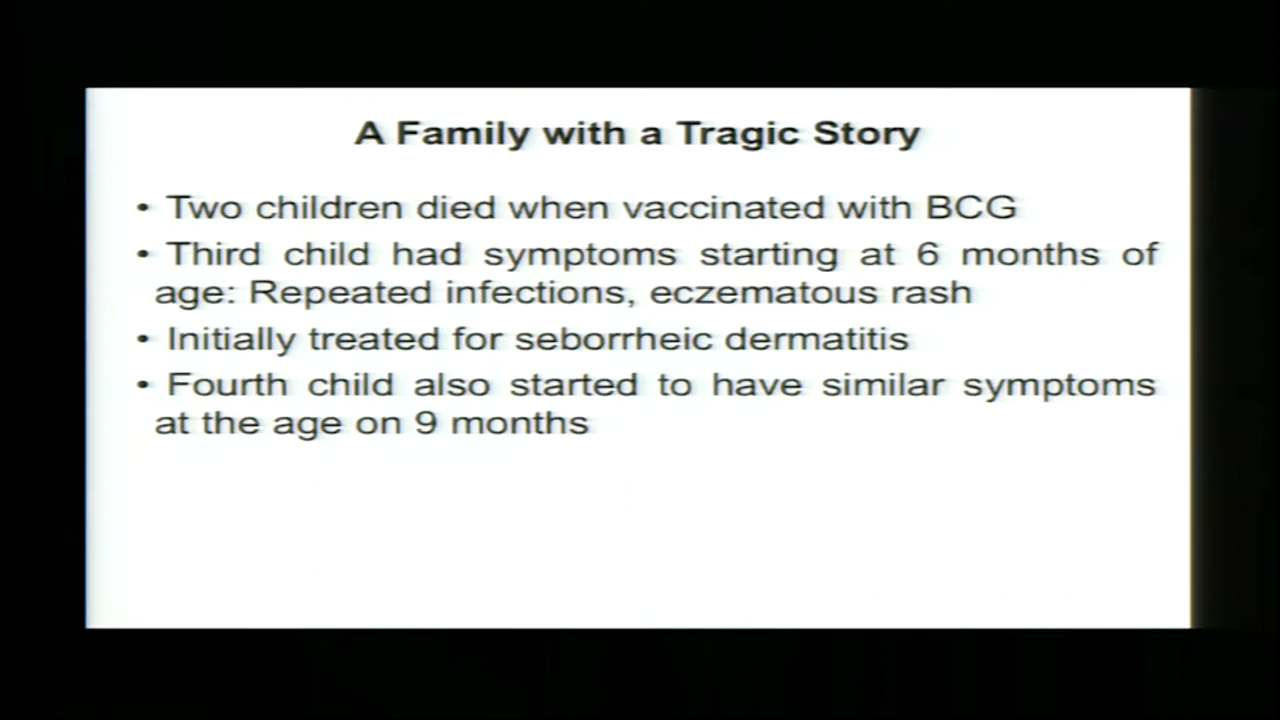 A Family with a Tragic Story
• Two children died when vaccinated with BCG
• Third child had symptoms starting at 6 months of
age: Repeated infections, eczematous rash
• Initially treated for seborrheic dermatitis
• Fourth child also started to have similar symptoms
at the age on 9 months